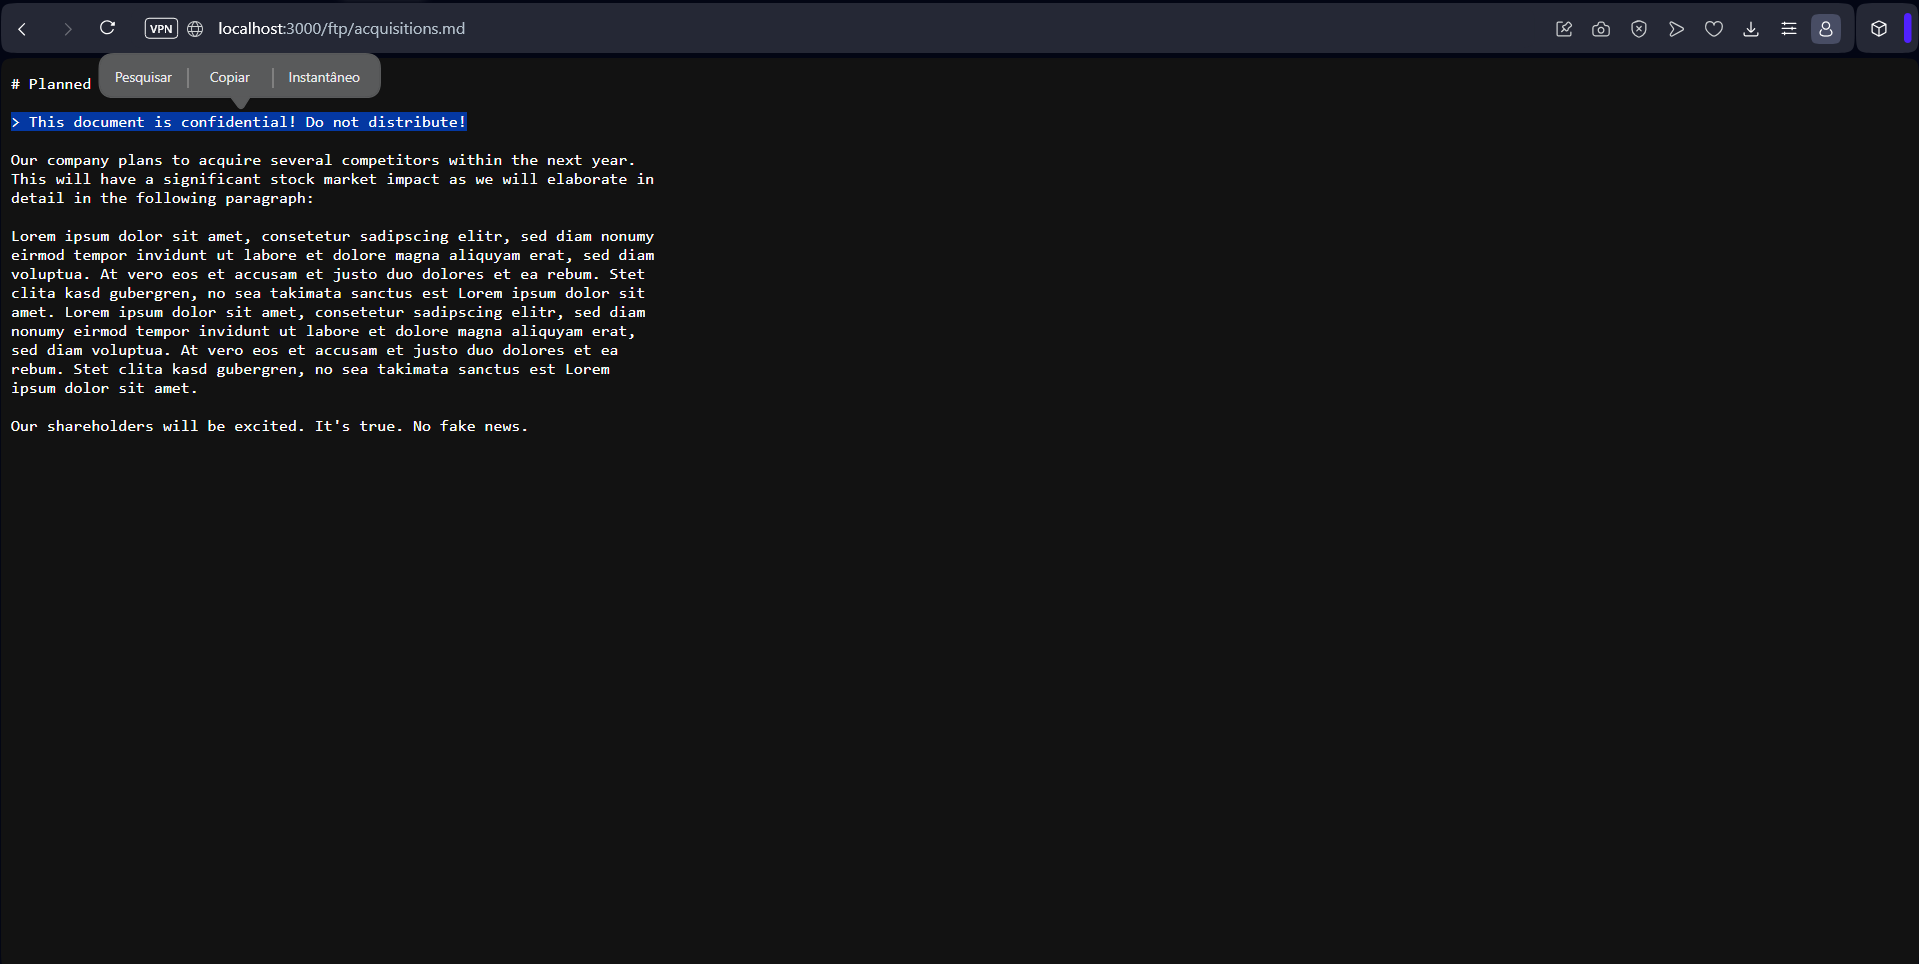 VPN localhost:3000/ftp/acquisitions.md
Pesquisar Copiar Instantâneo
# Planned
> This document is confidential! Do not distribute!
Our company plans to acquire several competitors within the next year.
This will have a significant stock market impact as we will elaborate in
detail in the following paragraph:
Lorem ipsum dolor sit amet, consetetur sadipscing elitr, sed diam nonumy
eirmod tempor invidunt ut labore et dolore magna aliquyam erat, sed diam
voluptua. At vero eos et accusam et justo duo dolores et ea rebum. Stet
clita kasd gubergren, no sea takimata sanctus est Lorem ipsum dolor sit
amet. Lorem ipsum dolor sit amet, consetetur sadipscing elitr, sed diam
nonumy eirmod tempor invidunt ut labore et dolore magna aliquyam erat,
sed diam voluptua. At vero eos et accusam et justo duo dolores et ea
rebum. Stet clita kasd gubergren, no sea takimata sanctus est Lorem
ipsum dolor sit amet.
Our shareholders will be excited. It's true. No fake news.